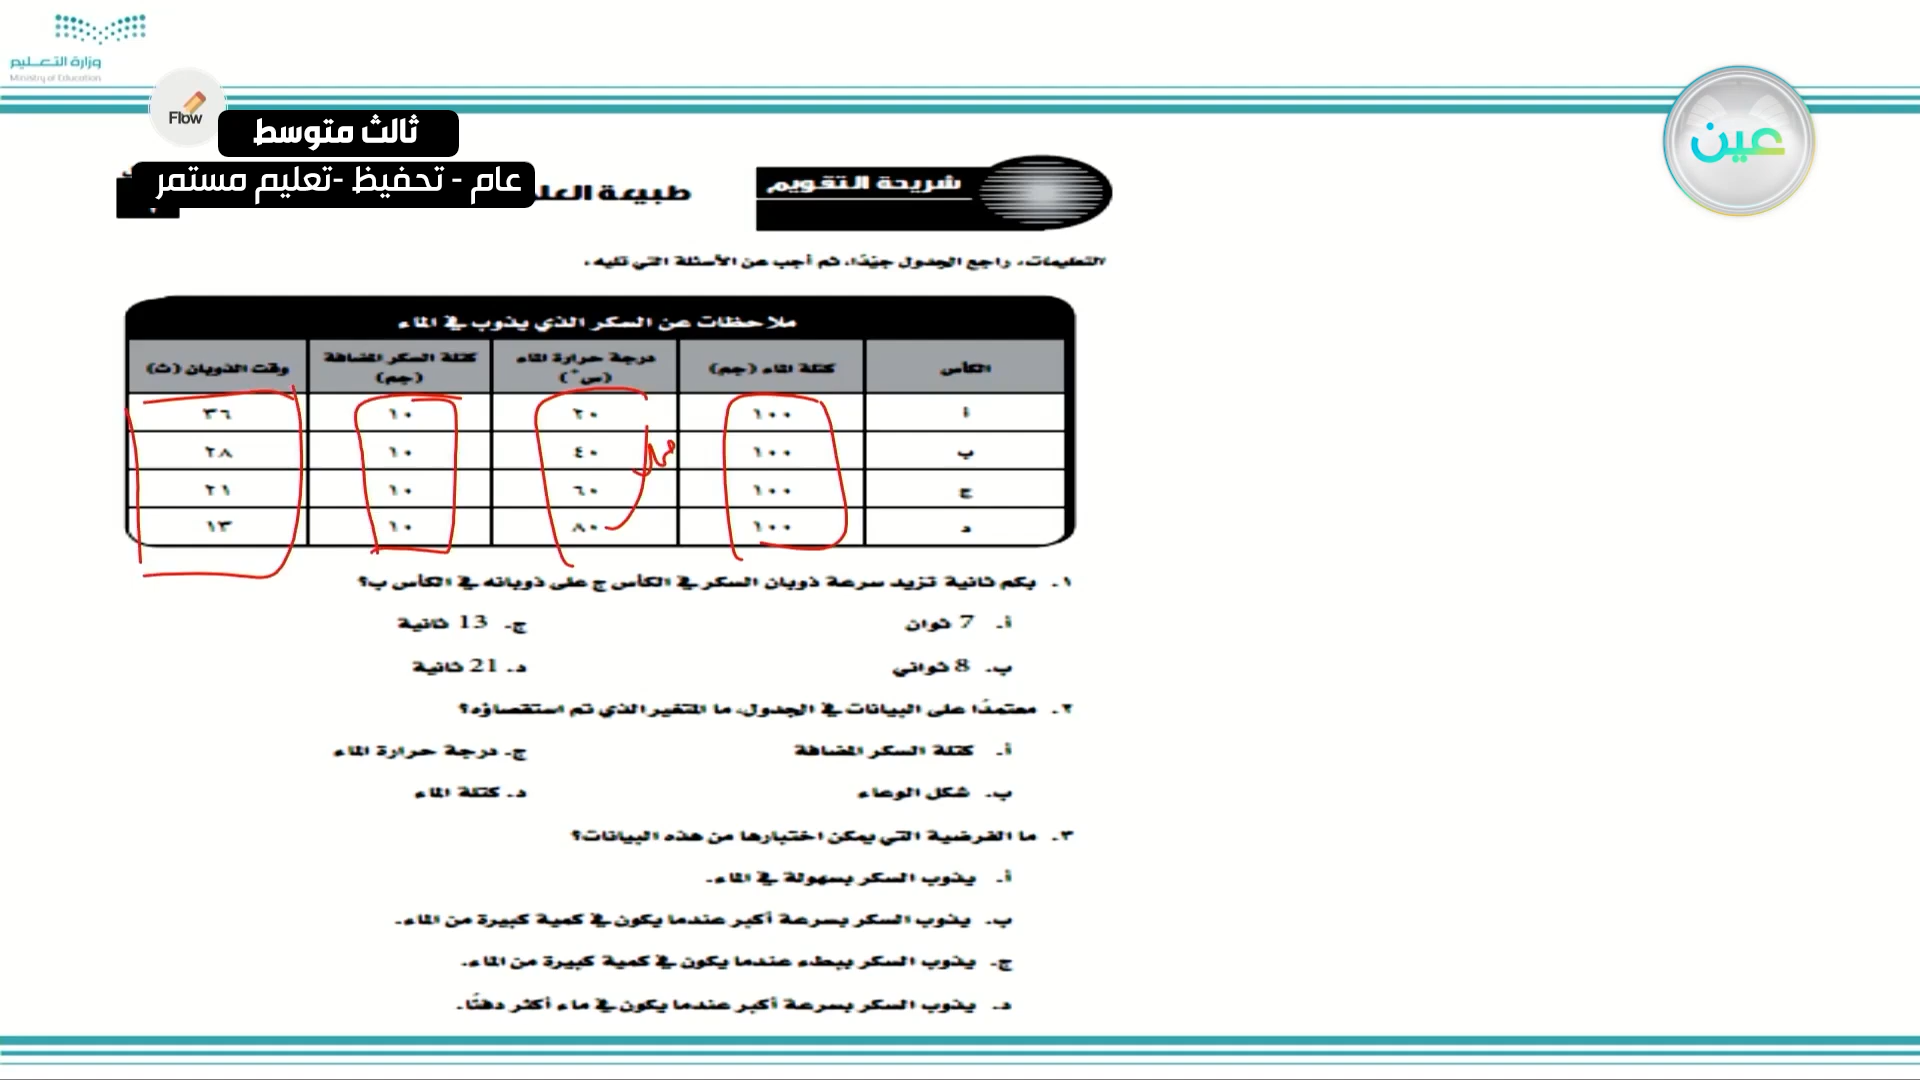 وزارة التعليم
Ministry of Education
Flow
ثالث متوسط
عام - تحفيظ -تعليم مستمر
عين
شريحة التقويم
طبيعة
التعليمات، راجع الجدول جيّدًا، ثم أجب عن الأسئلة التي تليه.
ملاحظات عن السكر الذي يذوب في الماء
الكأس كتلة الماء (جم) درجة حرارة الماء (س°) كتلة السكر المضافة (جم) وقت الذوبان (ث)
أ ١٠٠ ٢٠ ١٠ ٣٦
ب ١٠٠ ٤٠ ١٠ ٢٨
ج ١٠٠ ٦٠ ١٠ ٢١
د ١٠٠ ٨٠ ١٠ ١٣
١. بكم ثانية تزيد سرعة ذوبان السكر في الكأس ج على ذوبانه في الكأس ب؟
أ. 7 ثوان ج. 13 ثانية
ب. 8 ثواني د. 21 ثانية
٢. معتمدًا على البيانات في الجدول، ما المتغير الذي تم استقصاؤه؟
أ. كتلة السكر المضافة ج. درجة حرارة الماء
ب. شكل الوعاء د. كتلة الماء
٣. ما الفرضية التي يمكن اختبارها من هذه البيانات؟
أ. يذوب السكر بسهولة في الماء.
ب. يذوب السكر بسرعة أكبر عندما يكون في كمية كبيرة من الماء.
ج. يذوب السكر ببطء عندما يكون في كمية كبيرة من الماء.
د. يذوب السكر بسرعة أكبر عندما يكون في ماء أكثر دفئًا.